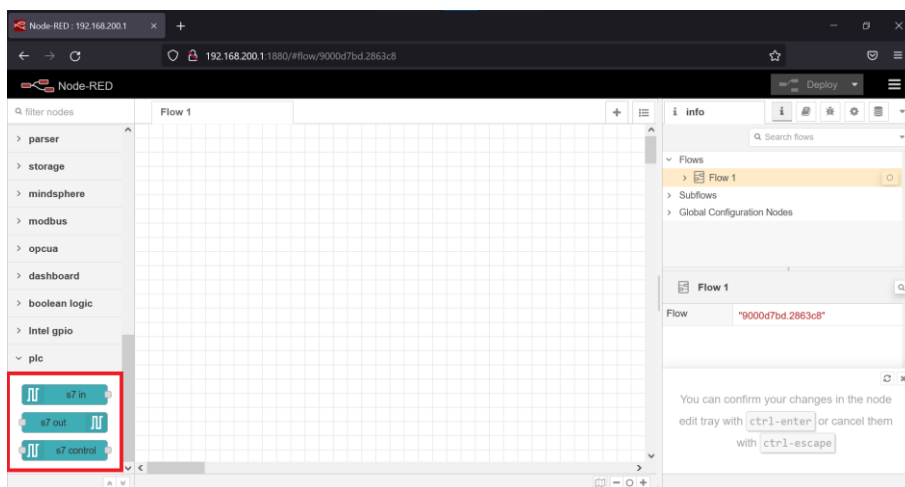 Node-RED : 192.168.200.1
192.168.200.1:1880/#flow/9000d7bd.2863c8
Node-RED
Deploy
filter nodes
Flow 1
i info
i
Search flows
parser
storage
mindsphere
modbus
opcua
dashboard
boolean logic
Intel gpio
plc
s7 in
s7 out
s7 control
Flows
Flow 1
Subflows
Global Configuration Nodes
Flow 1
Flow "9000d7bd.2863c8"
You can confirm your changes in the node
edit tray with ctrl-enter or cancel them
with ctrl-escape